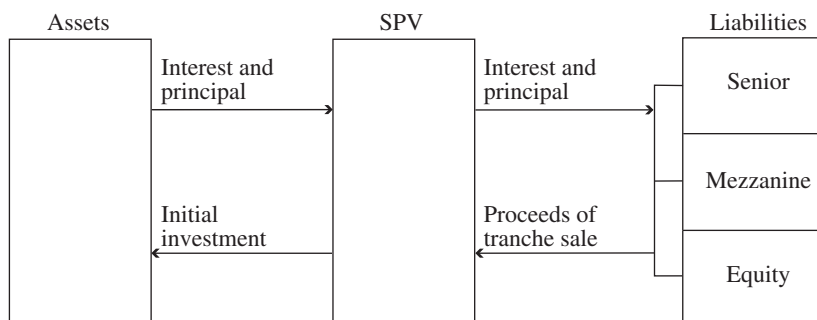 Assets
SPV
Liabilities
Interest and
principal
Interest and
principal
Senior
Mezzanine
Initial
investment
Proceeds of
tranche sale
Equity